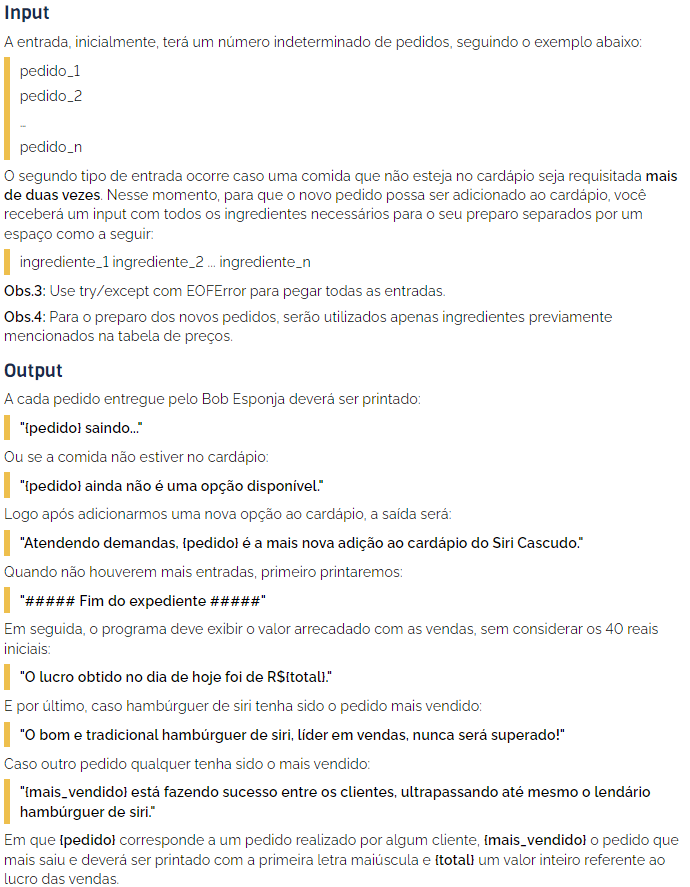 Input
A entrada, inicialmente, terá um número indeterminado de pedidos, seguindo o exemplo abaixo:
pedido_1
pedido_2
...
pedido_n
O segundo tipo de entrada ocorre caso uma comida que não esteja no cardápio seja requisitada mais
de duas vezes. Nesse momento, para que o novo pedido possa ser adicionado ao cardápio, você
receberá um input com todos os ingredientes necessários para o seu preparo separados por um
espaço como a seguir:
ingrediente_1 ingrediente_2 ... ingrediente_n
Obs.3: Use try/except com EOFError para pegar todas as entradas.
Obs.4: Para o preparo dos novos pedidos, serão utilizados apenas ingredientes previamente
mencionados na tabela de preços.
Output
A cada pedido entregue pelo Bob Esponja deverá ser printado:
"{pedido} saindo..."
Ou se a comida não estiver no cardápio:
"{pedido} ainda não é uma opção disponível."
Logo após adicionarmos uma nova opção ao cardápio, a saída será:
"Atendendo demandas, {pedido} é a mais nova adição ao cardápio do Siri Cascudo."
Quando não houverem mais entradas, primeiro printaremos:
"##### Fim do expediente #####"
Em seguida, o programa deve exibir o valor arrecadado com as vendas, sem considerar os 40 reais
iniciais:
"O lucro obtido no dia de hoje foi de R${total}."
E por último, caso hambúrguer de siri tenha sido o pedido mais vendido:
"O bom e tradicional hambúrguer de siri, líder em vendas, nunca será superado!"
Caso outro pedido qualquer tenha sido o mais vendido:
"{mais_vendido} está fazendo sucesso entre os clientes, ultrapassando até mesmo o lendário
hambúrguer de siri."
Em que {pedido} corresponde a um pedido realizado por algum cliente, {mais_vendido} o pedido que
mais saiu e deverá ser printado com a primeira letra maiúscula e {total} um valor inteiro referente ao
lucro das vendas.